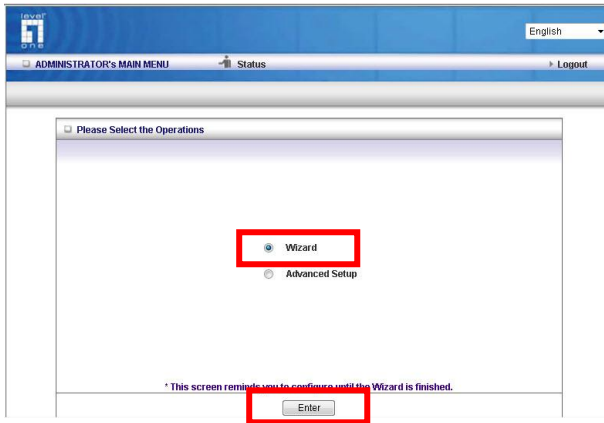 level
one
English
ADMINISTRATOR's MAIN MENU
Status
Logout
Please Select the Operations
Wizard
Advanced Setup
* This screen reminds you to configure until the Wizard is finished.
Enter